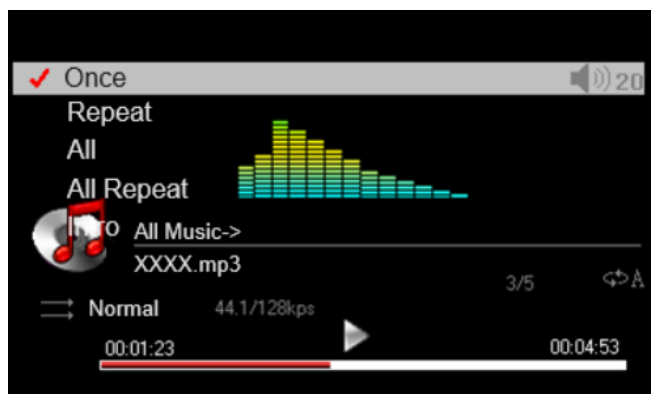 Once 20
Repeat
All
All Repeat
Intro
All Music->
XXXX.mp3
3/5 A
Normal 44.1/128kps
00:01:23 00:04:53